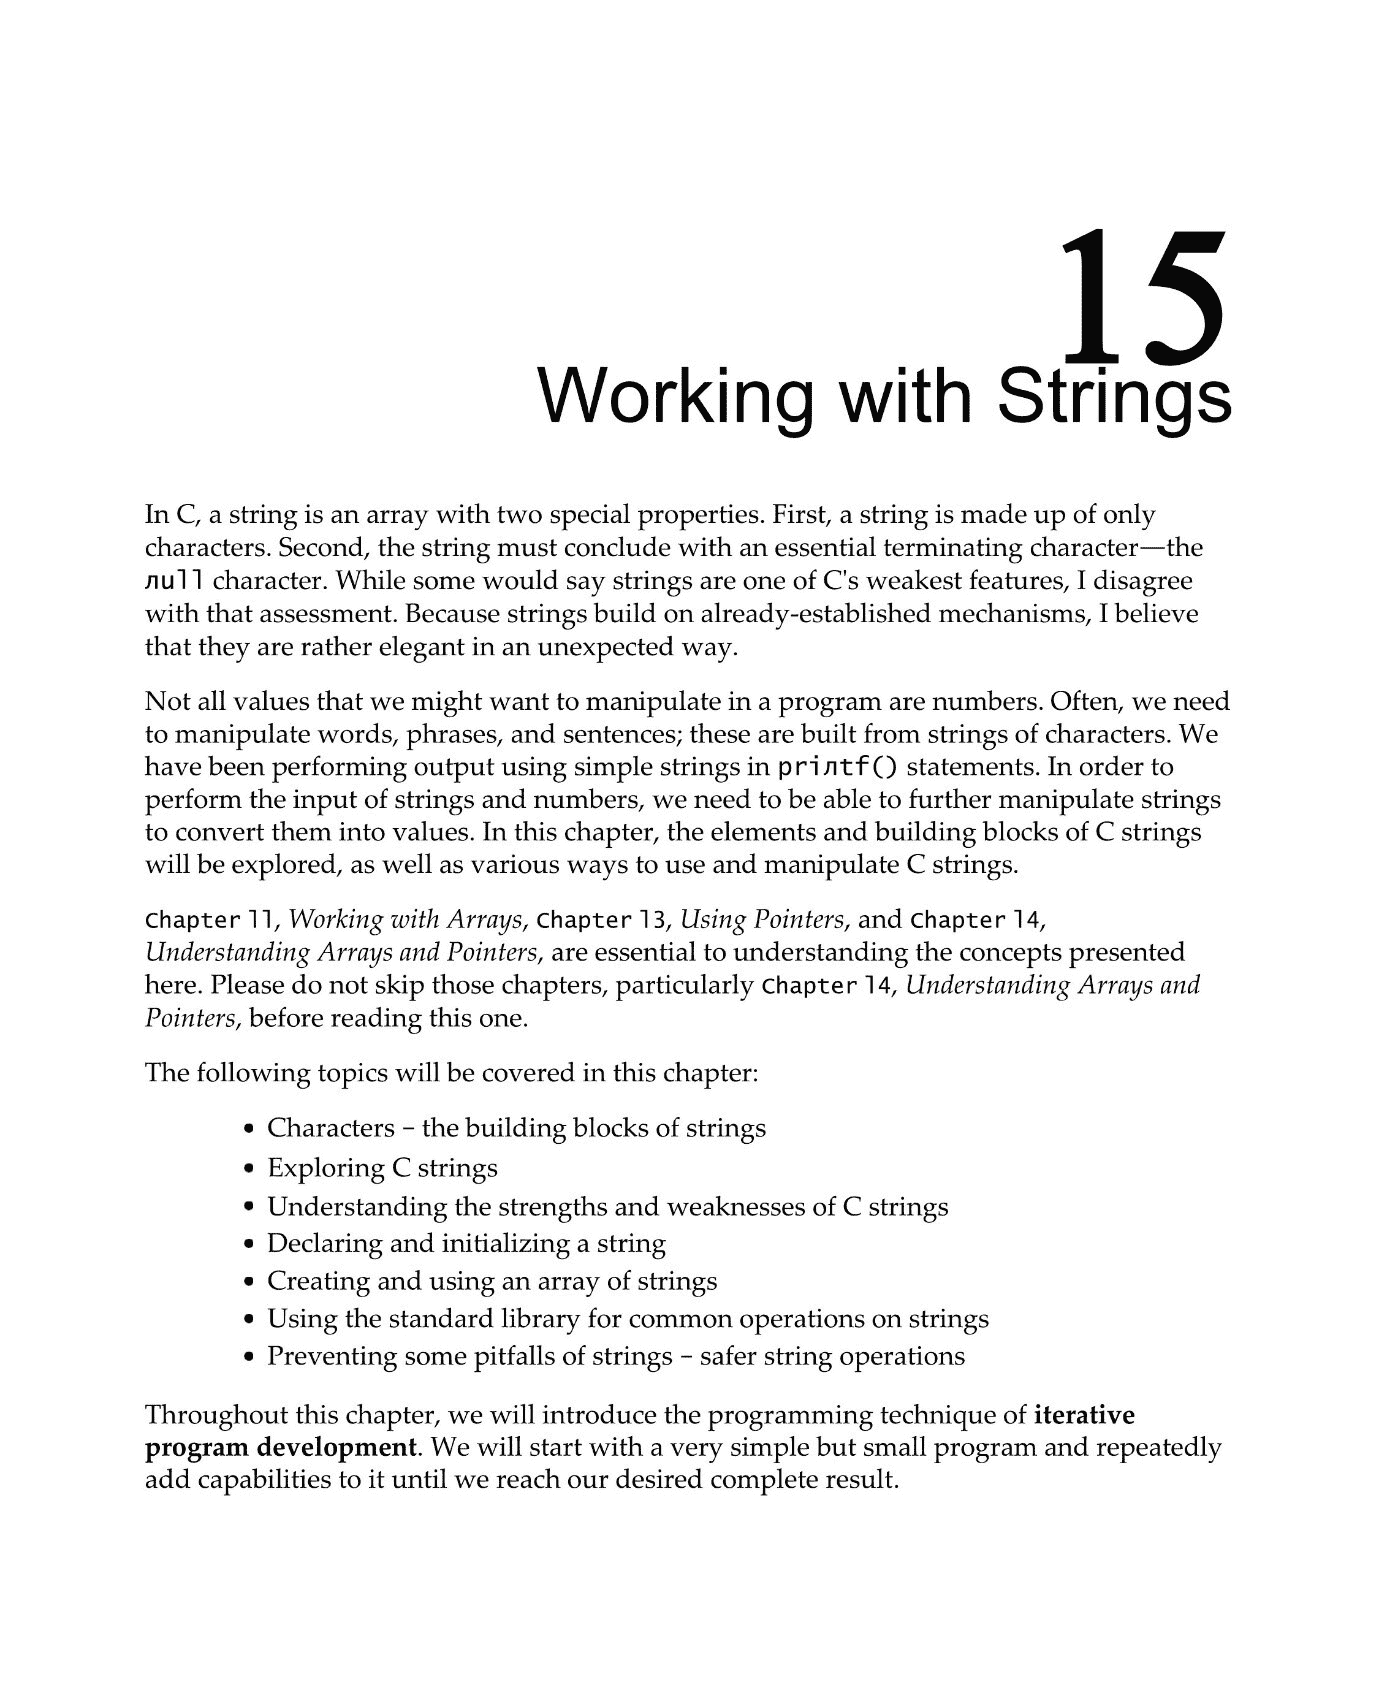 15
Working with Strings
In C, a string is an array with two special properties. First, a string is made up of only
characters. Second, the string must conclude with an essential terminating character—the
null character. While some would say strings are one of C's weakest features, I disagree
with that assessment. Because strings build on already-established mechanisms, I believe
that they are rather elegant in an unexpected way.
Not all values that we might want to manipulate in a program are numbers. Often, we need
to manipulate words, phrases, and sentences; these are built from strings of characters. We
have been performing output using simple strings in printf() statements. In order to
perform the input of strings and numbers, we need to be able to further manipulate strings
to convert them into values. In this chapter, the elements and building blocks of C strings
will be explored, as well as various ways to use and manipulate C strings.
Chapter 11, Working with Arrays, Chapter 13, Using Pointers, and Chapter 14,
Understanding Arrays and Pointers, are essential to understanding the concepts presented
here. Please do not skip those chapters, particularly Chapter 14, Understanding Arrays and
Pointers, before reading this one.
The following topics will be covered in this chapter:
• Characters – the building blocks of strings
• Exploring C strings
• Understanding the strengths and weaknesses of C strings
• Declaring and initializing a string
• Creating and using an array of strings
• Using the standard library for common operations on strings
• Preventing some pitfalls of strings – safer string operations
Throughout this chapter, we will introduce the programming technique of iterative
program development. We will start with a very simple but small program and repeatedly
add capabilities to it until we reach our desired complete result.